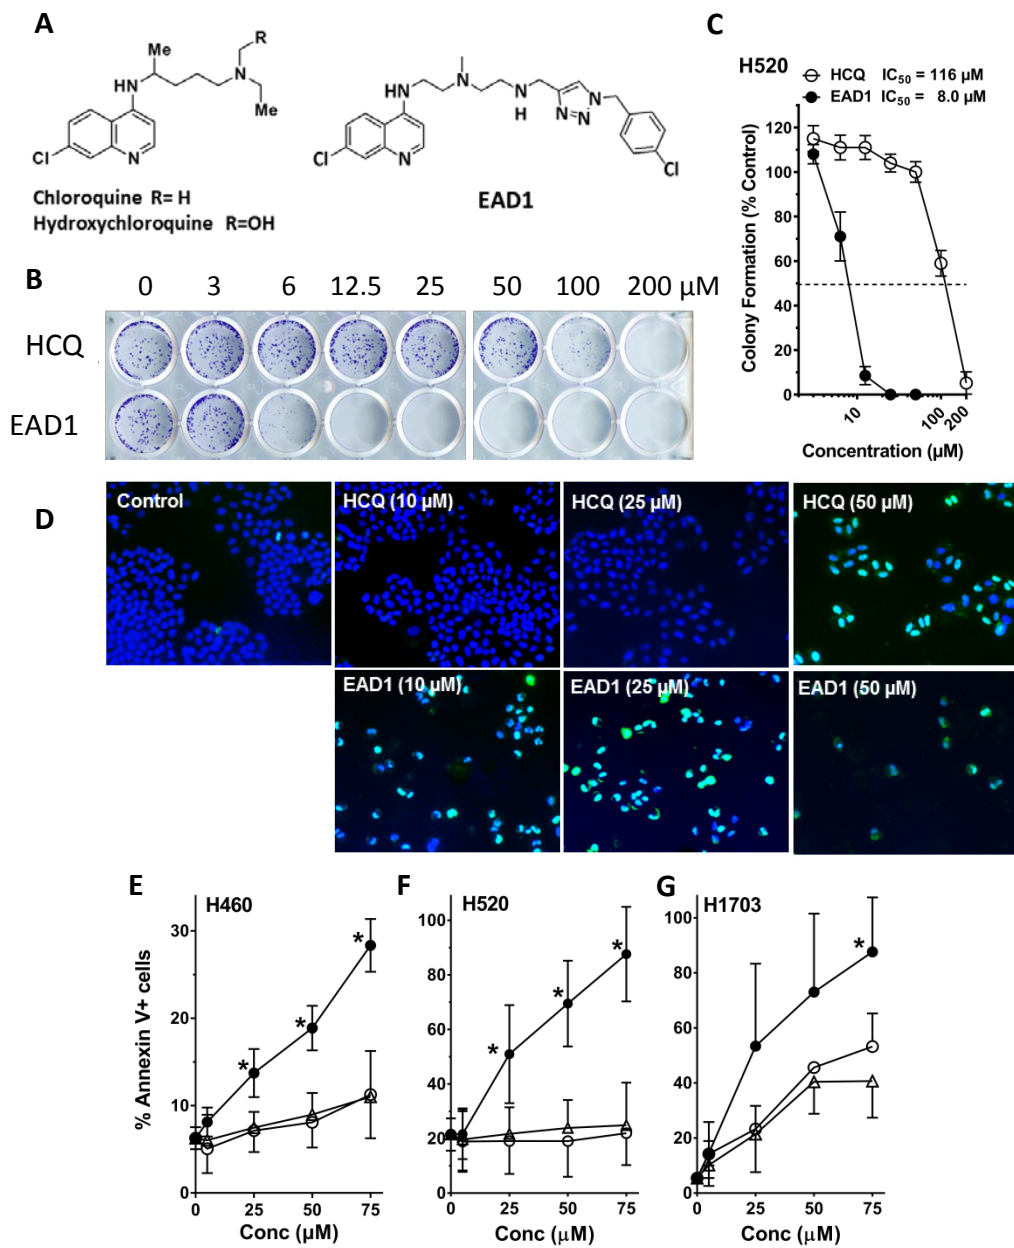 A
Me
R
HN
N
Me
Cl
N
Chloroquine R= H
Hydroxychloroquine R=OH
HN
N
N
H
N
N=N
Cl
N
Cl
EAD1
C
H520
HCQ IC50 = 116 µM
EAD1 IC50 = 8.0 µM
Colony Formation (% Control)
120
100
80
60
40
20
0
10
100
200
Concentration (µM)
B
0 3 6 12.5 25 50 100 200 µM
HCQ
EAD1
D
Control
HCQ (10 µM)
HCQ (25 µM)
HCQ (50 µM)
EAD1 (10 µM)
EAD1 (25 µM)
EAD1 (50 µM)
E
H460
% Annexin V+ cells
30
20
10
0
*
*
*
0 25 50 75
Conc (µM)
F
H520
100
80
60
40
20
0
*
*
*
0 25 50 75
Conc (µM)
G
H1703
100
80
60
40
20
0
*
0 25 50 75
Conc (µM)